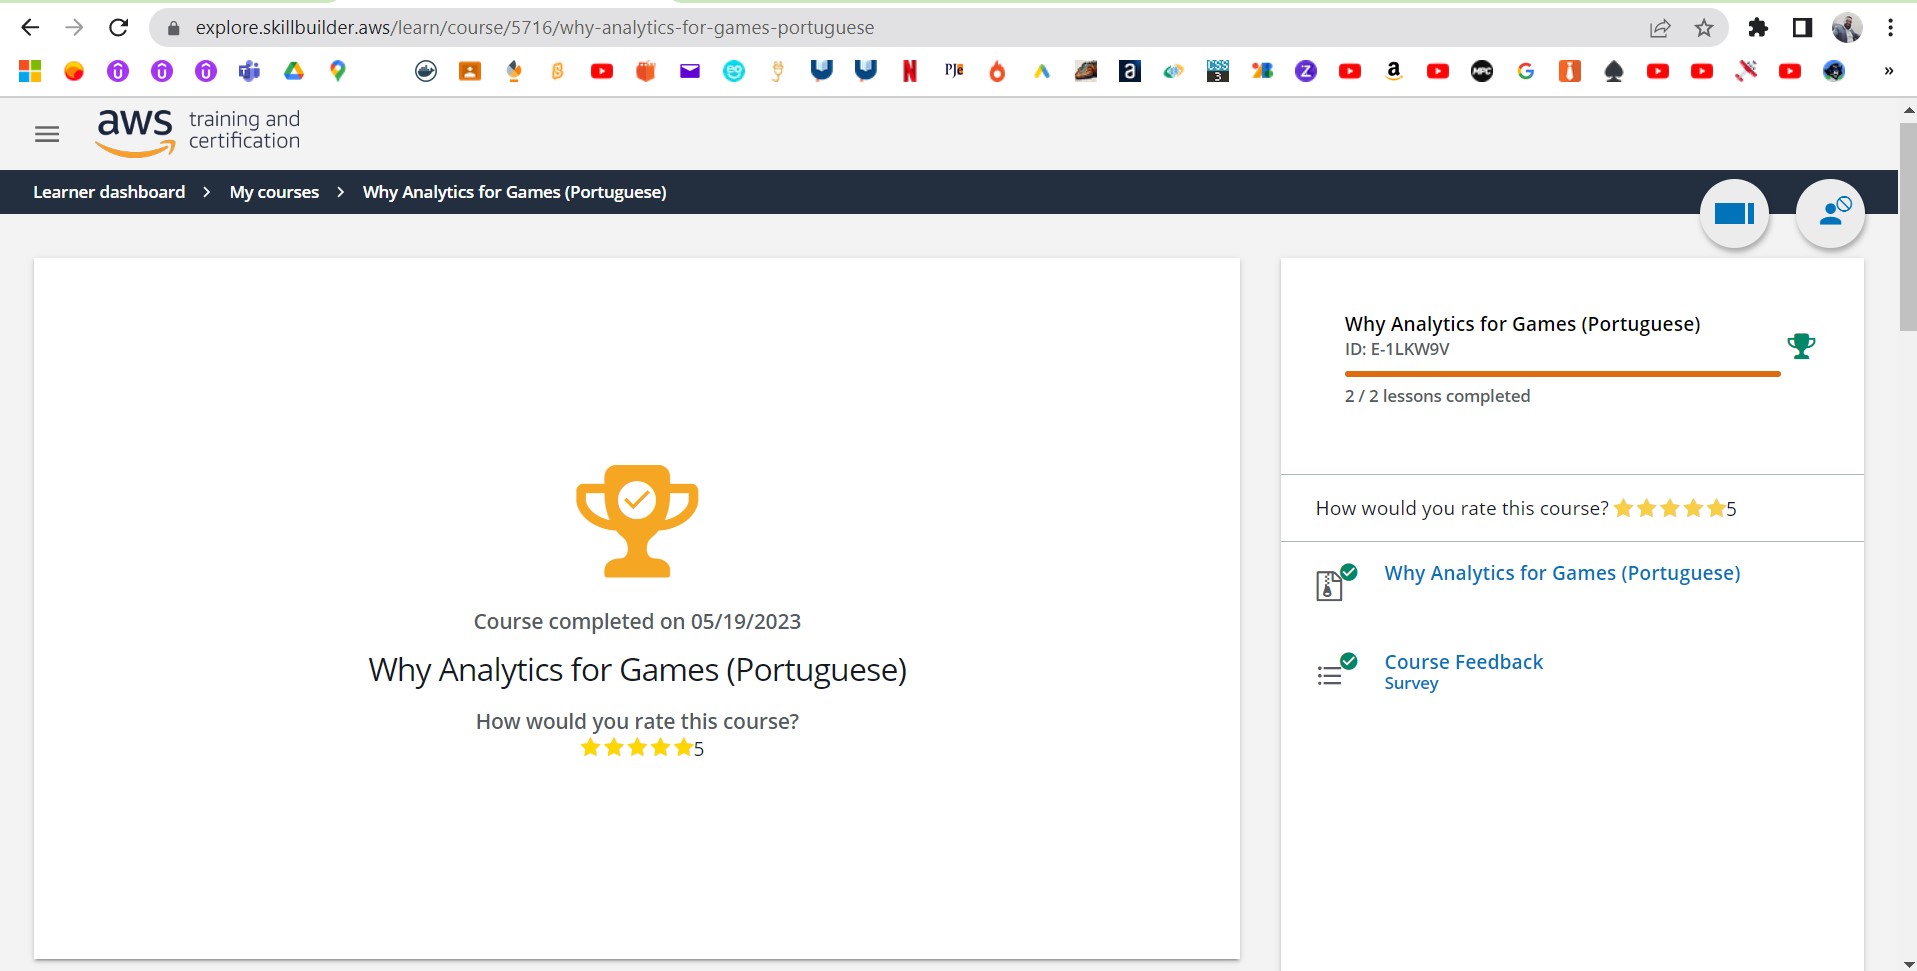 explore.skillbuilder.aws/learn/course/5716/why-analytics-for-games-portuguese
PJe
a
CSS
3
Z
a
MPC
G
»
aws training and
certification
Learner dashboard > My courses > Why Analytics for Games (Portuguese)
Course completed on 05/19/2023
Why Analytics for Games (Portuguese)
How would you rate this course?
5
Why Analytics for Games (Portuguese)
ID: E-1LKW9V
2 / 2 lessons completed
How would you rate this course? 5
Why Analytics for Games (Portuguese)
Course Feedback
Survey